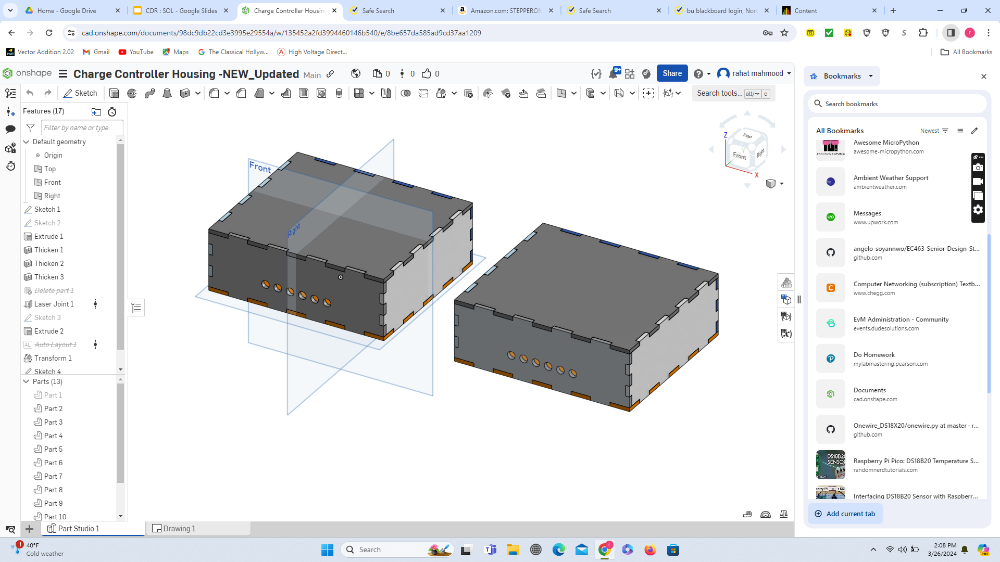 Home - Google Drive
CDR : SOL - Google Slides
Charge Controller Housing
Safe Search
Amazon.com: STEPPERON
Safe Search
bu blackboard login, Nor
Content
cad.onshape.com/documents/98dc9db22cd3e3995e29554a/w/135452a2fd3994460146b540/e/8be657da585ad9cd37aa1209
Vector Addition 2.02
Gmail
YouTube
Maps
The Classical Hollyw...
High Voltage Direct...
All Bookmarks
onshape
Charge Controller Housing -NEW_Updated
Main
0
0
0
9+
Share
rahat mahmood
Bookmarks
Sketch
Search tools...
alt/⌥
c
Features (17)
Filter by name or type
Default geometry
Origin
Top
Front
Right
Sketch 1
Sketch 2
Extrude 1
Thicken 1
Thicken 2
Thicken 3
Delete part 1
Laser Joint 1
Sketch 3
Extrude 2
AL Auto Layout 1
Transform 1
Sketch 4
Parts (13)
Part 1
Part 2
Part 3
Part 4
Part 5
Part 6
Part 7
Part 8
Part 9
Part 10
Front
Right
Z
Top
Y
Front
Right
X
Search bookmarks
All Bookmarks
Newest
Awesome MicroPython
awesome-micropython.com
Ambient Weather Support
ambientweather.com
Messages
www.upwork.com
angelo-soyannwo/EC463-Senior-Design-St...
github.com
Computer Networking (subscription) Textb...
www.chegg.com
EvM Administration - Community
events.dudesolutions.com
Do Homework
mylabmastering.pearson.com
Documents
cad.onshape.com
Onewire_DS18X20/onewire.py at master · r...
github.com
Raspberry Pi Pico: DS18B20 Temperature S...
randomnerdtutorials.com
Interfacing DS18B20 Sensor with Raspberr...
Add current tab
Part Studio 1
Drawing 1
1
40°F
Cold weather
Search
2:08 PM
3/26/2024